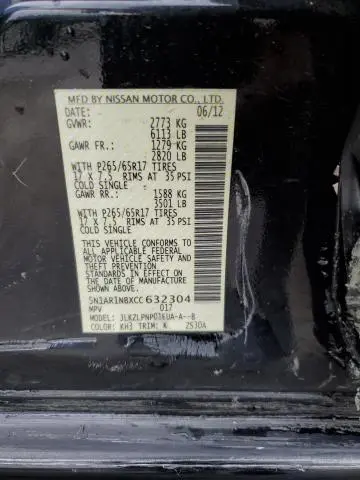 MFD BY NISSAN MOTOR CO., LTD.
DATE: 06/12
GVWR: 2773 KG
6113 LB
GAWR FR: 1279 KG
2820 LB
WITH P265/65R17 TIRES
17 X 7.5 RIMS AT 35 PSI
COLD SINGLE
GAWR RR: 1588 KG
3501 LB
WITH P265/65R17 TIRES
17 X 7.5 RIMS AT 35 PSI
COLD SINGLE
THIS VEHICLE CONFORMS TO
ALL APPLICABLE FEDERAL
MOTOR VEHICLE SAFETY
STANDARDS IN EFFECT
ON THE DATE OF
MANUFACTURE SHOWN
ABOVE.
5N1AR1NBXCC632304
MPV 017
MODEL:
COLOR: KH3 TRIM: K ZS30A